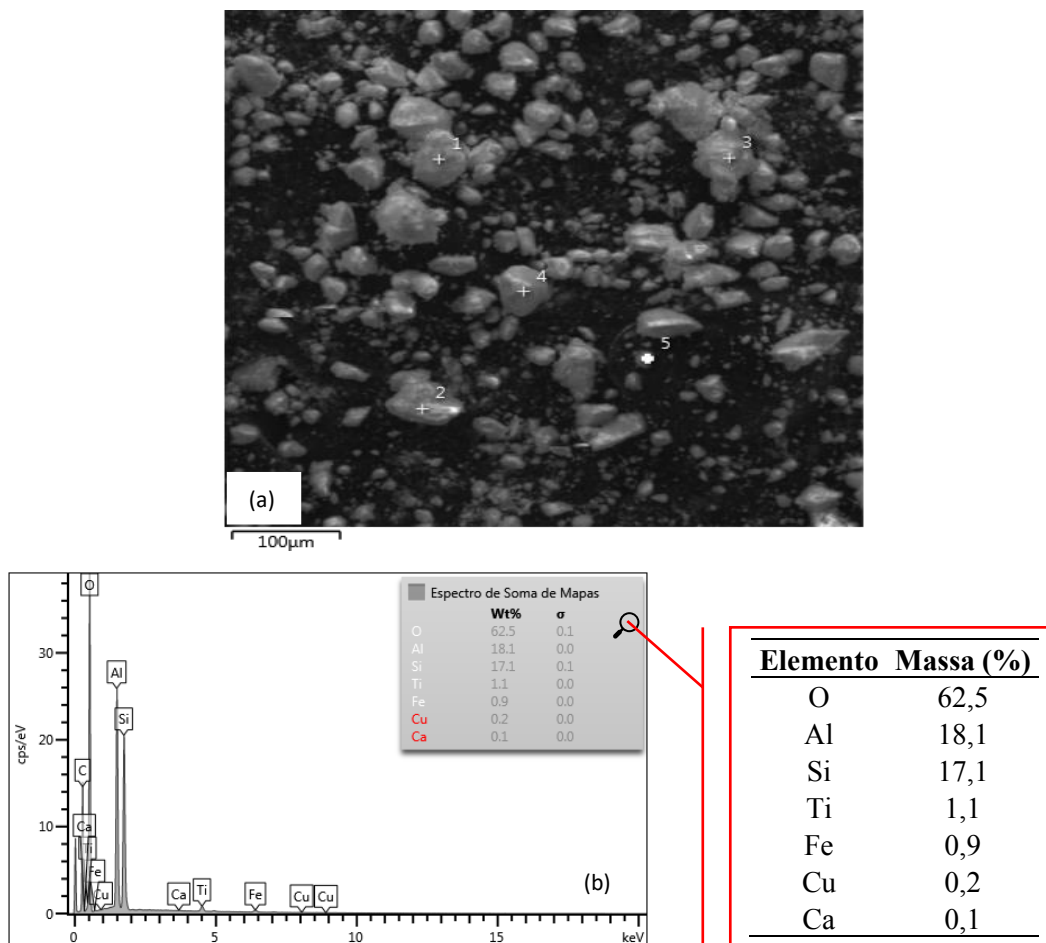 1
3
4
5
2
(a)
100µm
O
Al
Si
C
Ca
Ti
Fe
Cu
Ca
Ti
Fe
Cu
Cu
30
20
10
0
cps/eV
0
5
10
15
keV
(b)
Espectro de Soma de Mapas
Wt% σ
O 62.5 0.1
Al 18.1 0.0
Si 17.1 0.1
Ti 1.1 0.0
Fe 0.9 0.0
Cu 0.2 0.0
Ca 0.1 0.0
Elemento Massa (%)
O 62,5
Al 18,1
Si 17,1
Ti 1,1
Fe 0,9
Cu 0,2
Ca 0,1